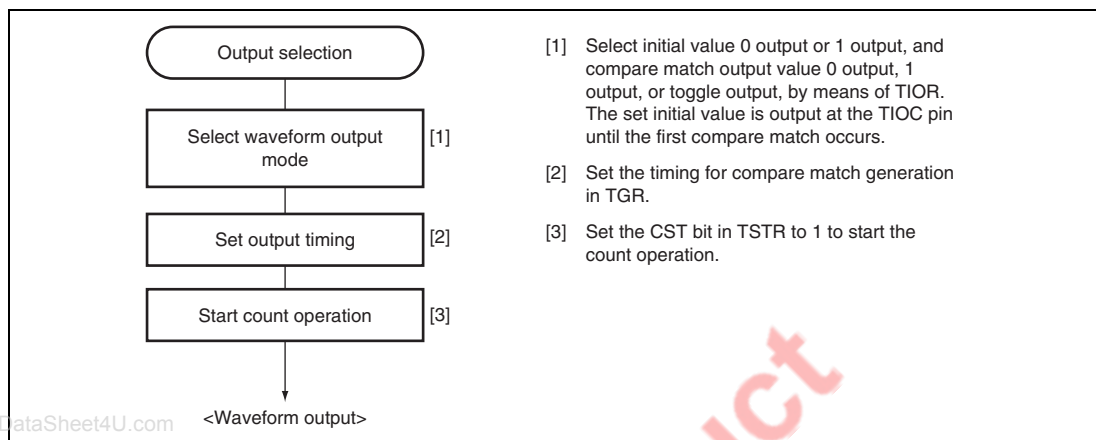 Output selection
Select waveform output
mode
[1]
Set output timing
[2]
Start count operation
[3]
<Waveform output>
[1] Select initial value 0 output or 1 output, and
compare match output value 0 output, 1
output, or toggle output, by means of TIOR.
The set initial value is output at the TIOC pin
until the first compare match occurs.
[2] Set the timing for compare match generation
in TGR.
[3] Set the CST bit in TSTR to 1 to start the
count operation.
DataSheet4U.com
uct